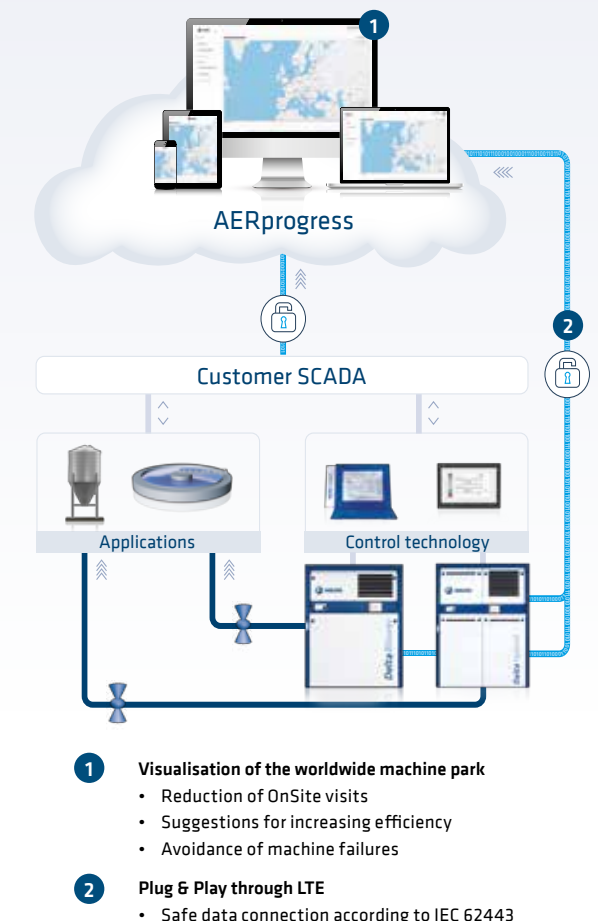 1
AERprogress
2
Customer SCADA
Applications
Control technology
1
Visualisation of the worldwide machine park
• Reduction of OnSite visits
• Suggestions for increasing efficiency
• Avoidance of machine failures
2
Plug & Play through LTE
• Safe data connection according to IEC 62443